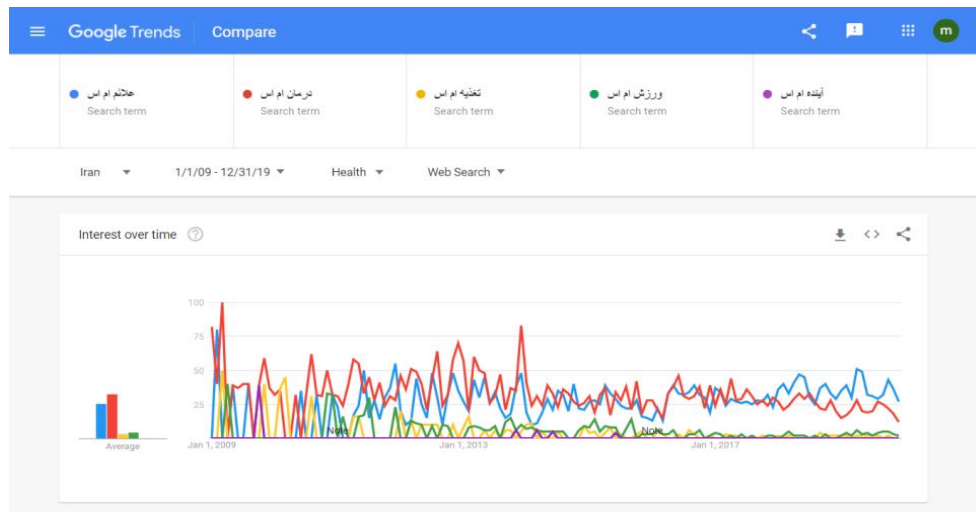 Google Trends Compare
m
علائم ام اس
Search term
درمان ام اس
Search term
تغذیه ام اس
Search term
ورزش ام اس
Search term
آینده ام اس
Search term
Iran 1/1/09 - 12/31/19 Health Web Search
Interest over time
100
75
50
25
Note
Note
Average
Jan 1, 2009
Jan 1, 2013
Jan 1, 2017